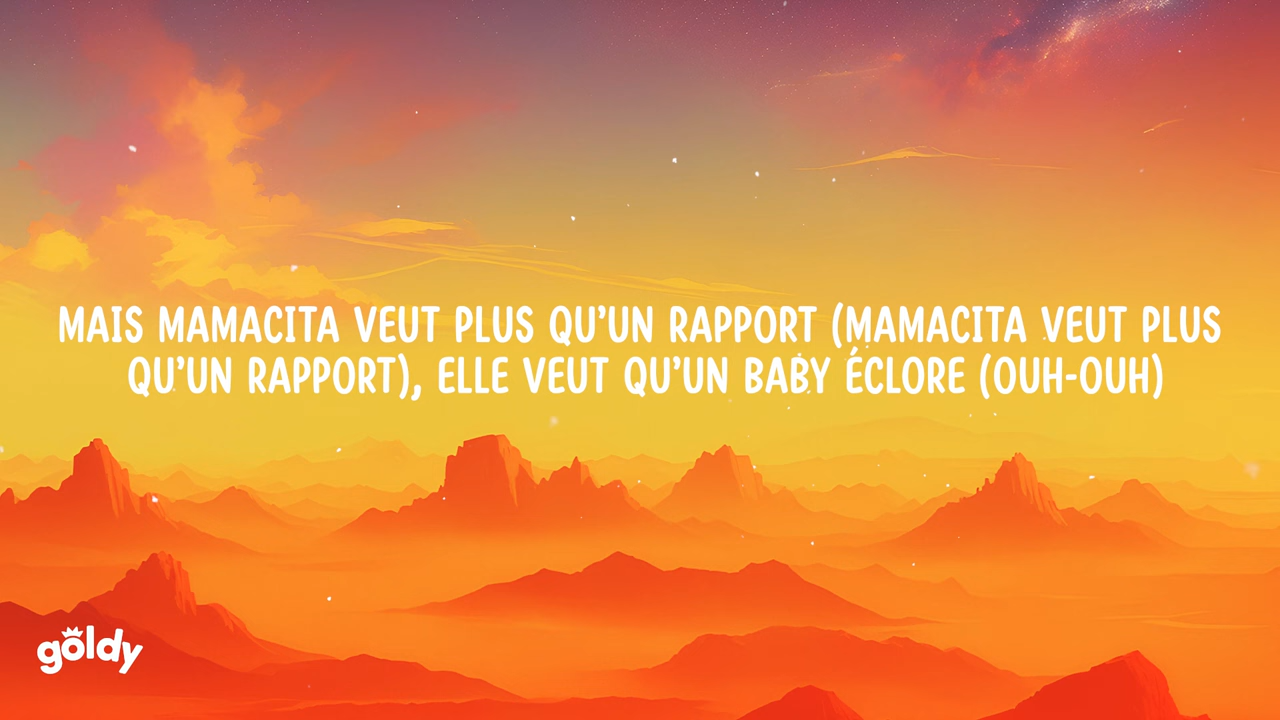 MAIS MAMACITA VEUT PLUS QU’UN RAPPORT (MAMACITA VEUT PLUS
QU’UN RAPPORT), ELLE VEUT QU’UN BABY ÉCLORE (OUH-OUH)
göldy